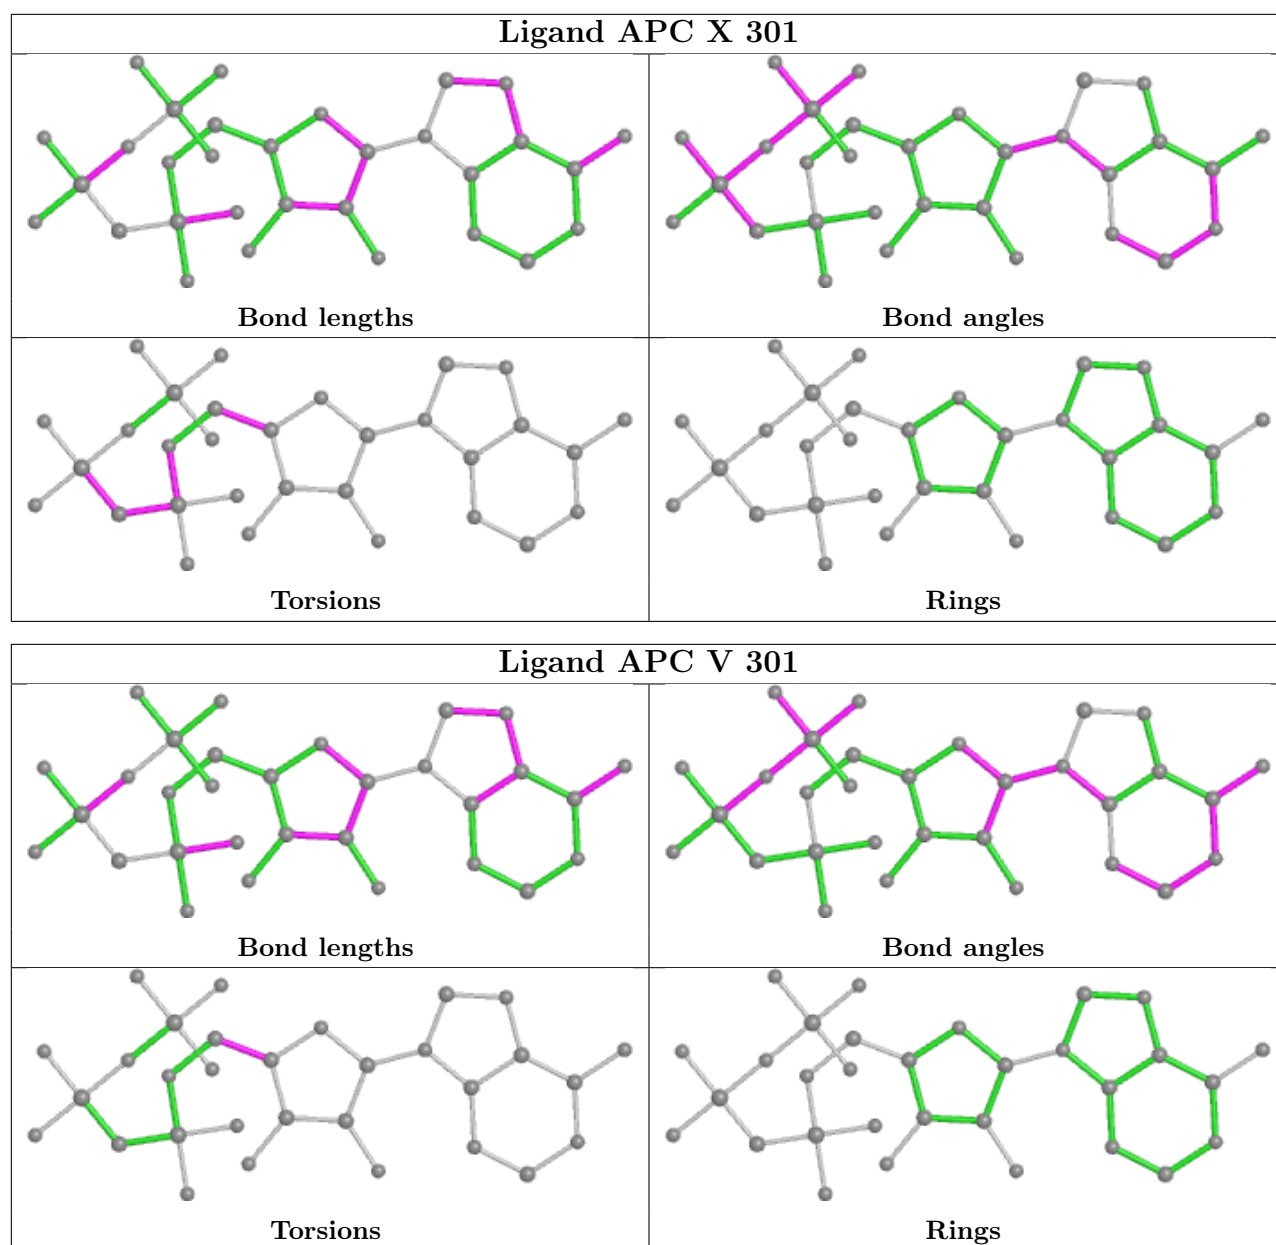 Ligand APC X 301
Bond lengths
Bond angles
Torsions
Rings
Ligand APC V 301
Bond lengths
Bond angles
Torsions
Rings